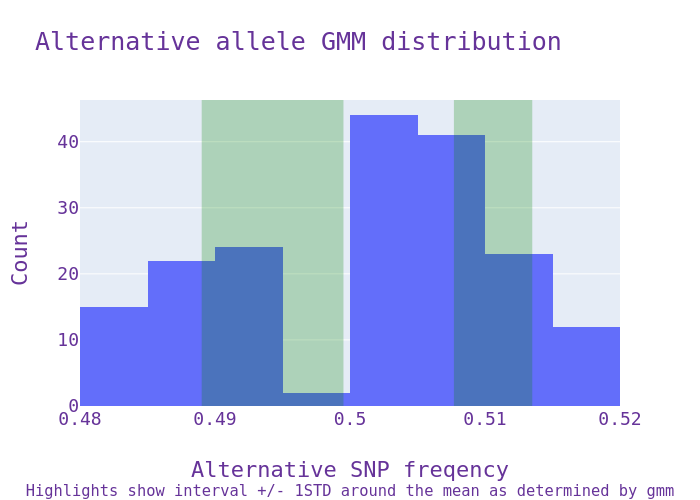 Alternative allele GMM distribution
Count
40
30
20
10
0
0.48 0.49 0.5 0.51 0.52
Alternative SNP freqency
Highlights show interval +/- 1STD around the mean as determined by gmm